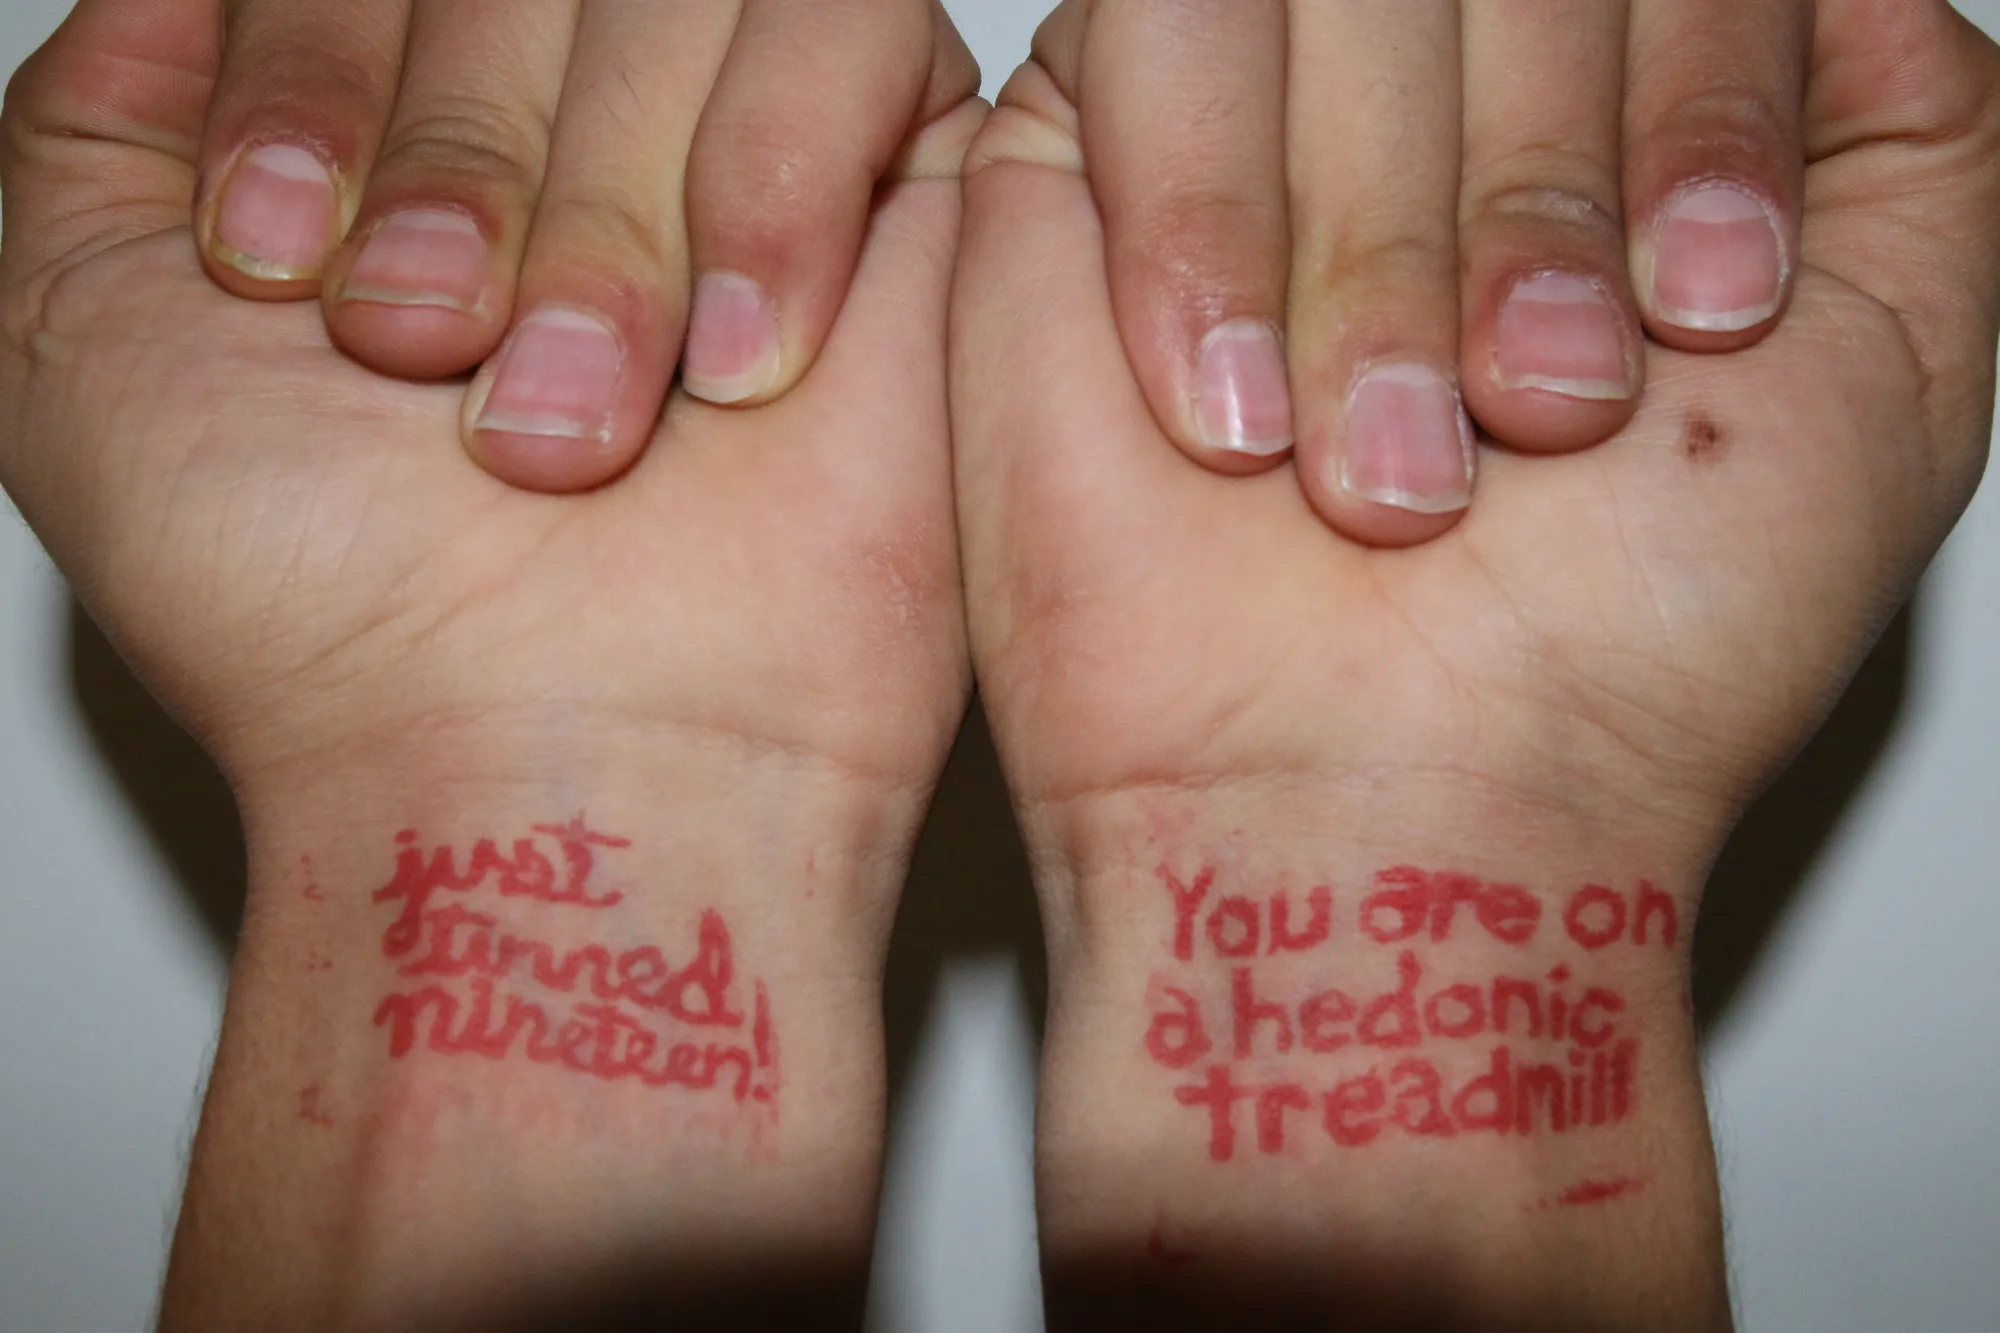 just
turned
nineteen!
You are on
a hedonic
treadmill